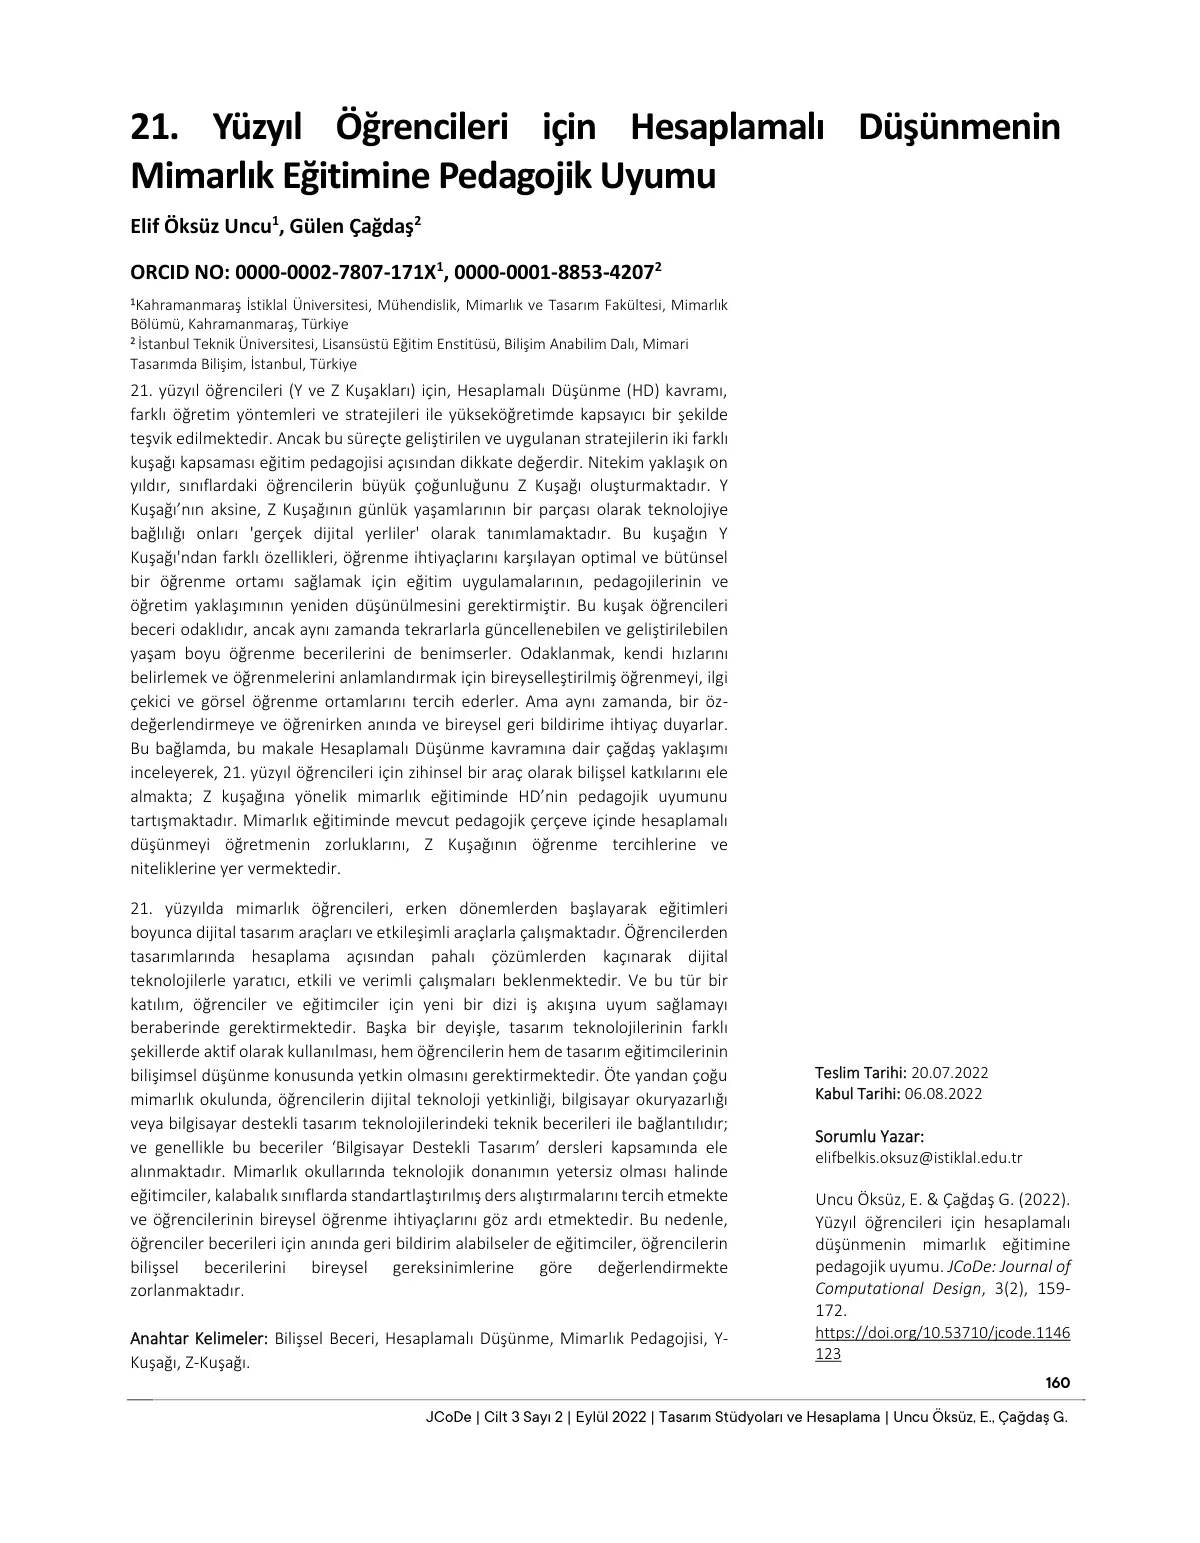 21. Yüzyıl Öğrencileri için Hesaplamalı Düşünmenin
Mimarlık Eğitimine Pedagojik Uyumu
Elif Öksüz Uncu¹, Gülen Çağdaş²
ORCID NO: 0000-0002-7807-171X¹, 0000-0001-8853-4207²
¹Kahramanmaraş İstiklal Üniversitesi, Mühendislik, Mimarlık ve Tasarım Fakültesi, Mimarlık
Bölümü, Kahramanmaraş, Türkiye
² İstanbul Teknik Üniversitesi, Lisansüstü Eğitim Enstitüsü, Bilişim Anabilim Dalı, Mimari
Tasarımda Bilişim, İstanbul, Türkiye
21. yüzyıl öğrencileri (Y ve Z Kuşakları) için, Hesaplamalı Düşünme (HD) kavramı,
farklı öğretim yöntemleri ve stratejileri ile yükseköğretimde kapsayıcı bir şekilde
teşvik edilmektedir. Ancak bu süreçte geliştirilen ve uygulanan stratejilerin iki farklı
kuşağı kapsaması eğitim pedagojisi açısından dikkate değerdir. Nitekim yaklaşık on
yıldır, sınıflardaki öğrencilerin büyük çoğunluğunu Z Kuşağı oluşturmaktadır. Y
Kuşağı’nın aksine, Z Kuşağının günlük yaşamlarının bir parçası olarak teknolojiye
bağlılığı onları 'gerçek dijital yerliler' olarak tanımlamaktadır. Bu kuşağın Y
Kuşağı'ndan farklı özellikleri, öğrenme ihtiyaçlarını karşılayan optimal ve bütünsel
bir öğrenme ortamı sağlamak için eğitim uygulamalarının, pedagojilerinin ve
öğretim yaklaşımının yeniden düşünülmesini gerektirmiştir. Bu kuşak öğrencileri
beceri odaklıdır, ancak aynı zamanda tekrarlarla güncellenebilen ve geliştirilebilen
yaşam boyu öğrenme becerilerini de benimserler. Odaklanmak, kendi hızlarını
belirlemek ve öğrenmelerini anlamlandırmak için bireyselleştirilmiş öğrenmeyi, ilgi
çekici ve görsel öğrenme ortamlarını tercih ederler. Ama aynı zamanda, bir öz-
değerlendirmeye ve öğrenirken anında ve bireysel geri bildirime ihtiyaç duyarlar.
Bu bağlamda, bu makale Hesaplamalı Düşünme kavramına dair çağdaş yaklaşımı
inceleyerek, 21. yüzyıl öğrencileri için zihinsel bir araç olarak bilişsel katkılarını ele
almakta; Z kuşağına yönelik mimarlık eğitiminde HD’nin pedagojik uyumunu
tartışmaktadır. Mimarlık eğitiminde mevcut pedagojik çerçeve içinde hesaplamalı
düşünmeyi öğretmenin zorluklarını, Z Kuşağının öğrenme tercihlerine ve
niteliklerine yer vermektedir.
21. yüzyılda mimarlık öğrencileri, erken dönemlerden başlayarak eğitimleri
boyunca dijital tasarım araçları ve etkileşimli araçlarla çalışmaktadır. Öğrencilerden
tasarımlarında hesaplama açısından pahalı çözümlerden kaçınarak dijital
teknolojilerle yaratıcı, etkili ve verimli çalışmaları beklenmektedir. Ve bu tür bir
katılım, öğrenciler ve eğitimciler için yeni bir dizi iş akışına uyum sağlamayı
beraberinde gerektirmektedir. Başka bir deyişle, tasarım teknolojilerinin farklı
şekillerde aktif olarak kullanılması, hem öğrencilerin hem de tasarım eğitimcilerinin
bilişimsel düşünme konusunda yetkin olmasını gerektirmektedir. Öte yandan çoğu
mimarlık okulunda, öğrencilerin dijital teknoloji yetkinliği, bilgisayar okuryazarlığı
veya bilgisayar destekli tasarım teknolojilerindeki teknik becerileri ile bağlantılıdır;
ve genellikle bu beceriler ‘Bilgisayar Destekli Tasarım’ dersleri kapsamında ele
alınmaktadır. Mimarlık okullarında teknolojik donanımın yetersiz olması halinde
eğitimciler, kalabalık sınıflarda standartlaştırılmış ders alıştırmalarını tercih etmekte
ve öğrencilerinin bireysel öğrenme ihtiyaçlarını göz ardı etmektedir. Bu nedenle,
öğrenciler becerileri için anında geri bildirim alabilseler de eğitimciler, öğrencilerin
bilişsel becerilerini bireysel gereksinimlerine göre değerlendirmekte
zorlanmaktadır.
Anahtar Kelimeler: Bilişsel Beceri, Hesaplamalı Düşünme, Mimarlık Pedagojisi, Y-
Kuşağı, Z-Kuşağı.
Teslim Tarihi: 20.07.2022
Kabul Tarihi: 06.08.2022
Sorumlu Yazar:
elifbelkis.oksuz@istiklal.edu.tr
Uncu Öksüz, E. & Çağdaş G. (2022).
Yüzyıl öğrencileri için hesaplamalı
düşünmenin mimarlık eğitimine
pedagojik uyumu. JCoDe: Journal of
Computational Design, 3(2), 159-
172.
https://doi.org/10.53710/jcode.1146
123
160
JCoDe | Cilt 3 Sayı 2 | Eylül 2022 | Tasarım Stüdyoları ve Hesaplama | Uncu Öksüz, E., Çağdaş G.